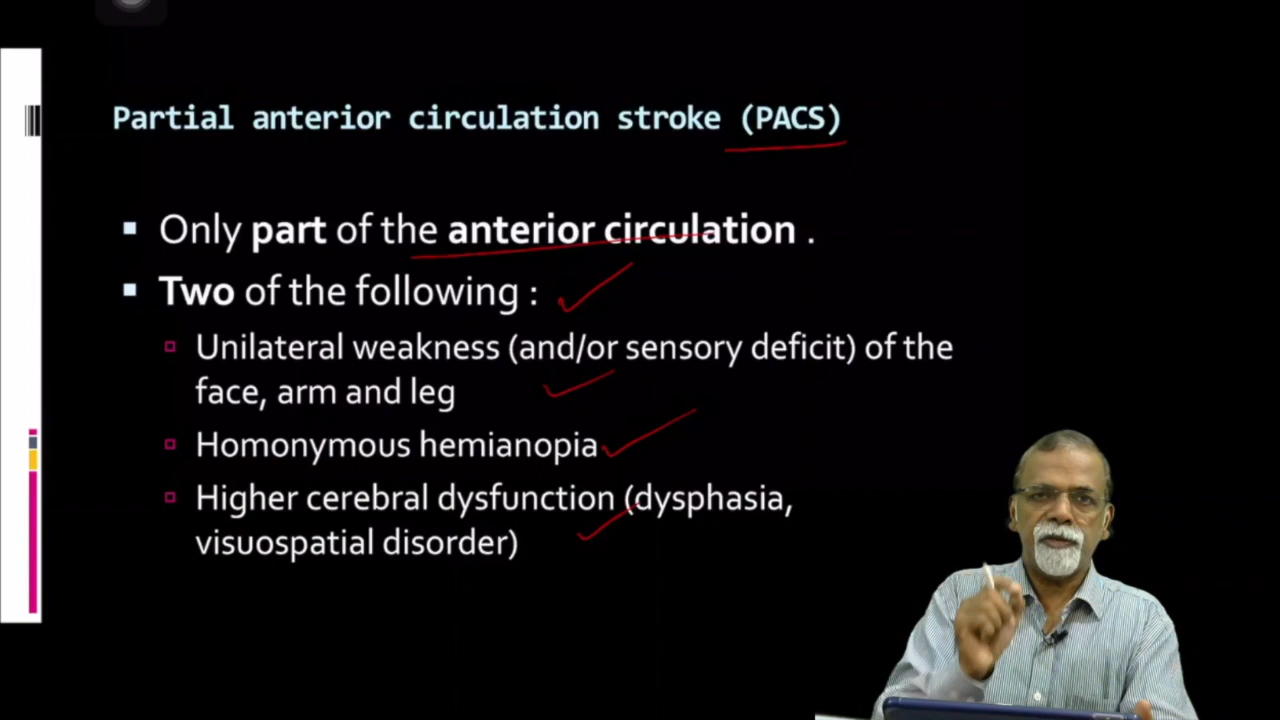 Partial anterior circulation stroke (PACS)
Only part of the anterior circulation .
Two of the following :
Unilateral weakness (and/or sensory deficit) of the
face, arm and leg
Homonymous hemianopia
Higher cerebral dysfunction (dysphasia,
visuospatial disorder)